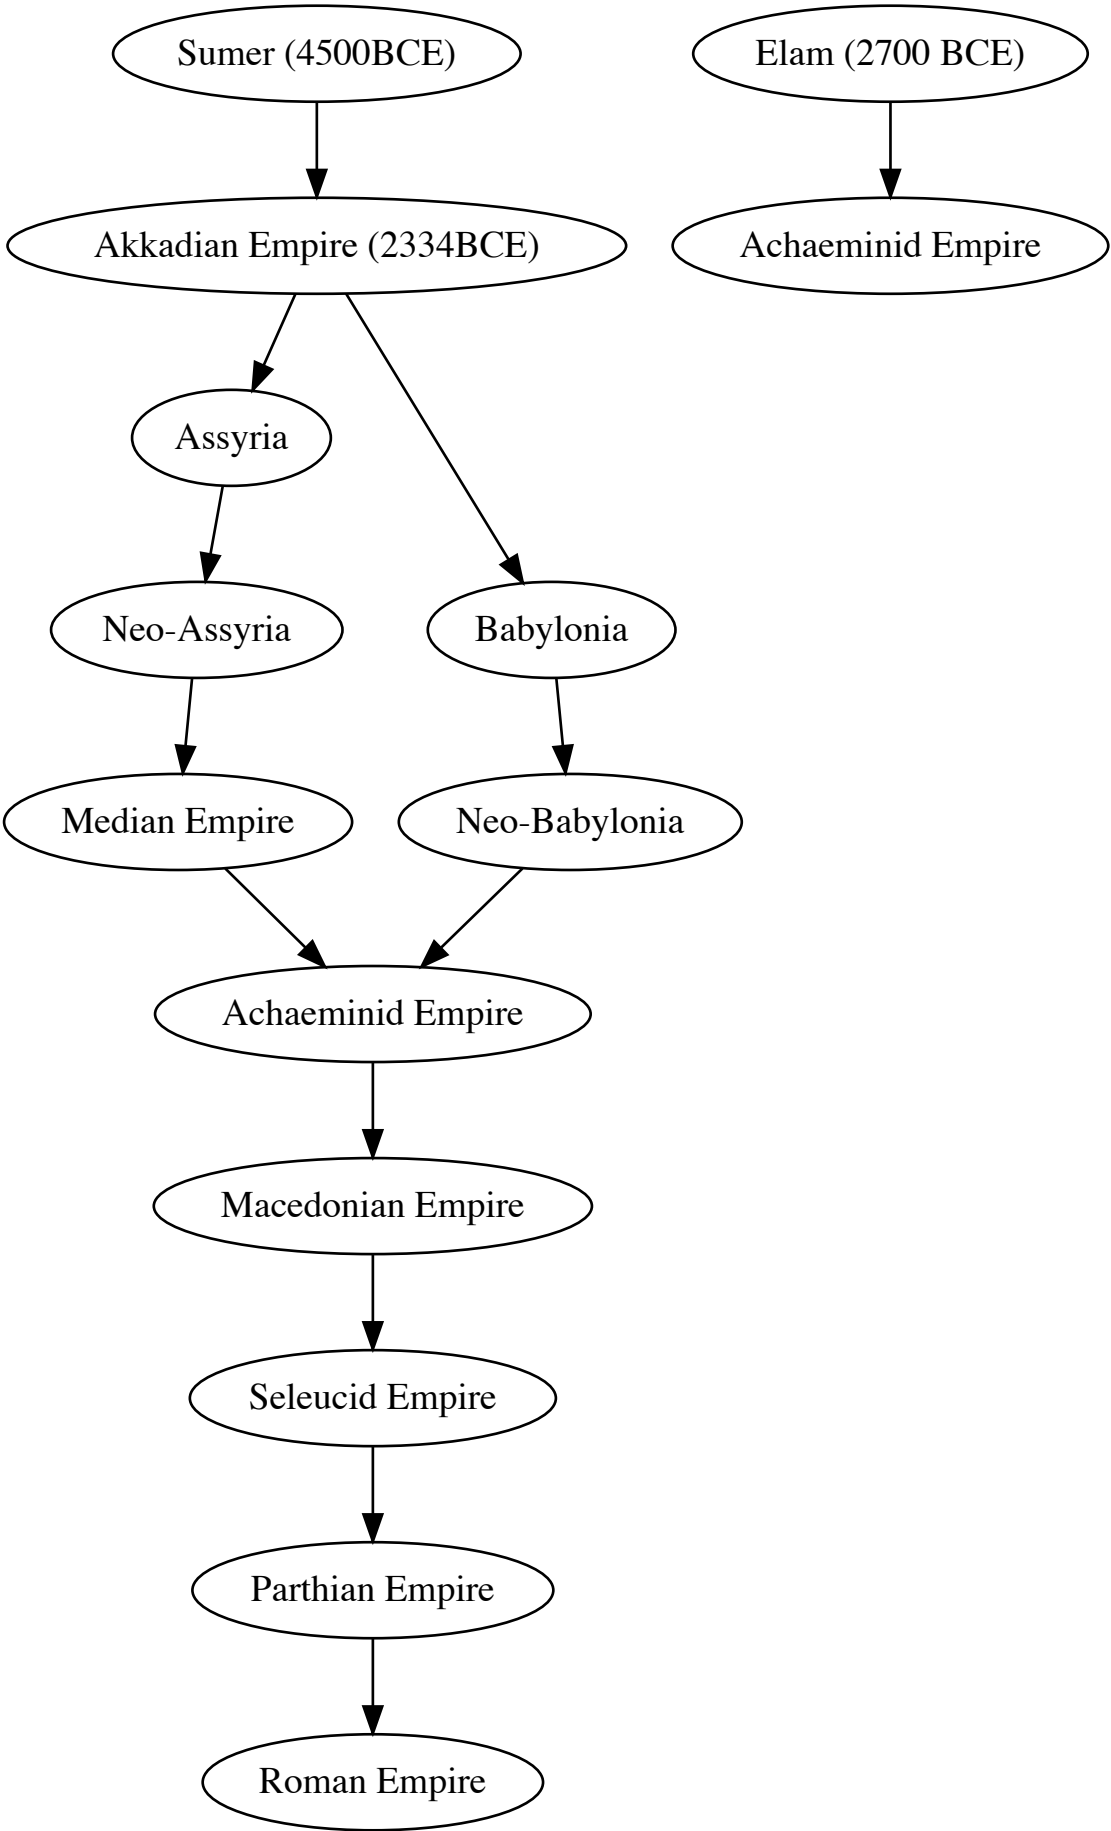 Sumer (4500BCE)
Elam (2700 BCE)
Akkadian Empire (2334BCE)
Achaeminid Empire
Assyria
Neo-Assyria
Babylonia
Median Empire
Neo-Babylonia
Achaeminid Empire
Macedonian Empire
Seleucid Empire
Parthian Empire
Roman Empire